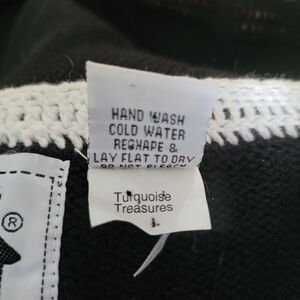 HAND WASH
COLD WATER
RESHAPE &
LAY FLAT TO DRY
DO NOT BLEACH
Turquoise
Treasures
L
®